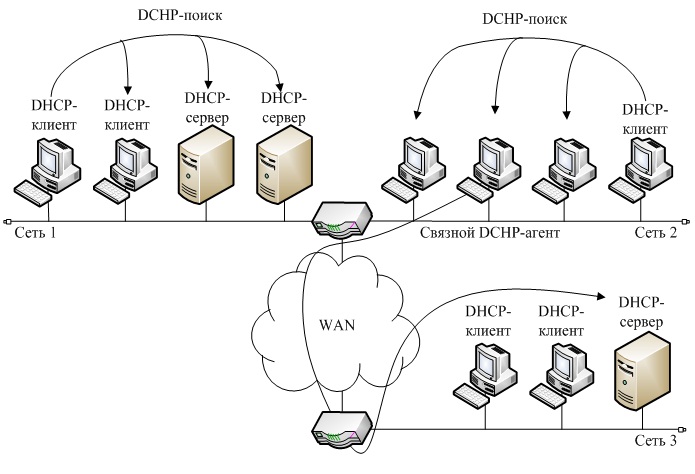 DCHP-поиск
DCHP-поиск
DHCP-
клиент
DHCP-
клиент
DHCP-
сервер
DHCP-
сервер
DHCP-
клиент
Сеть 1
Связной DCHP-агент
Сеть 2
WAN
DHCP-
клиент
DHCP-
клиент
DHCP-
сервер
Сеть 3